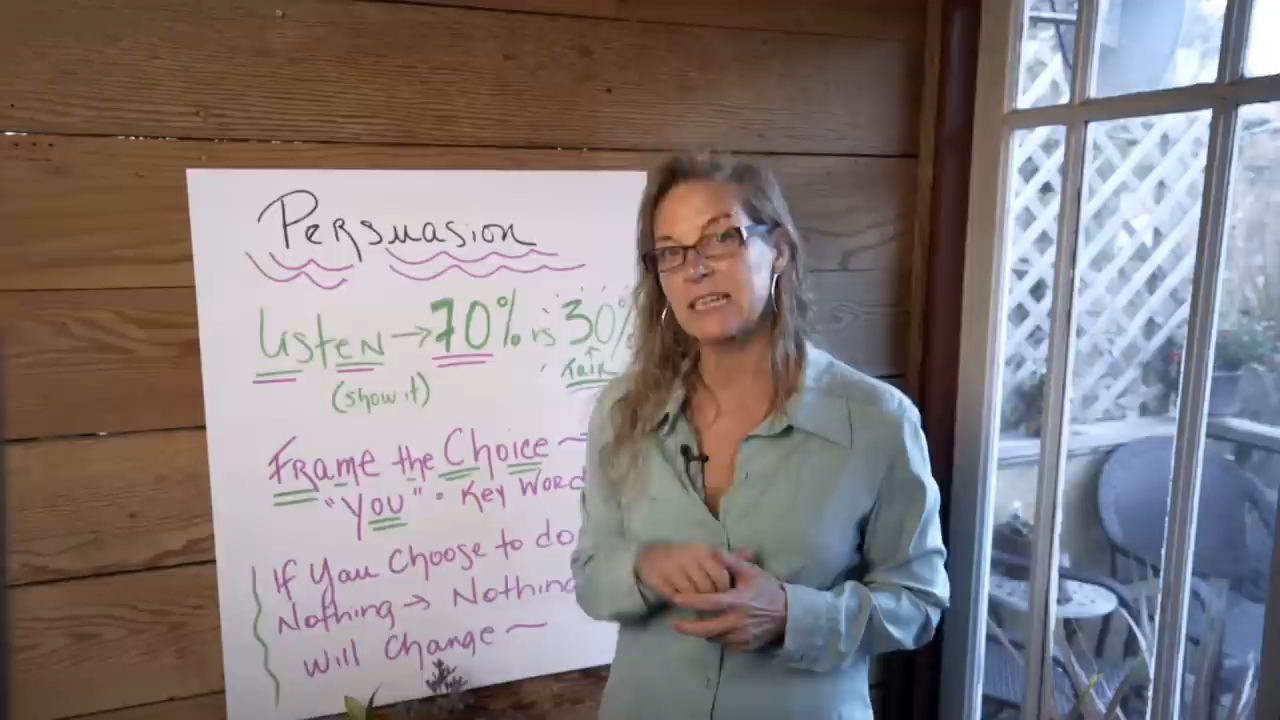 Persuasion
Listen → 70% vs 30%
(show it) Talk
Frame the Choice ~
"You" = Key Word
If You Choose to do
Nothing → Nothing
will Change ~